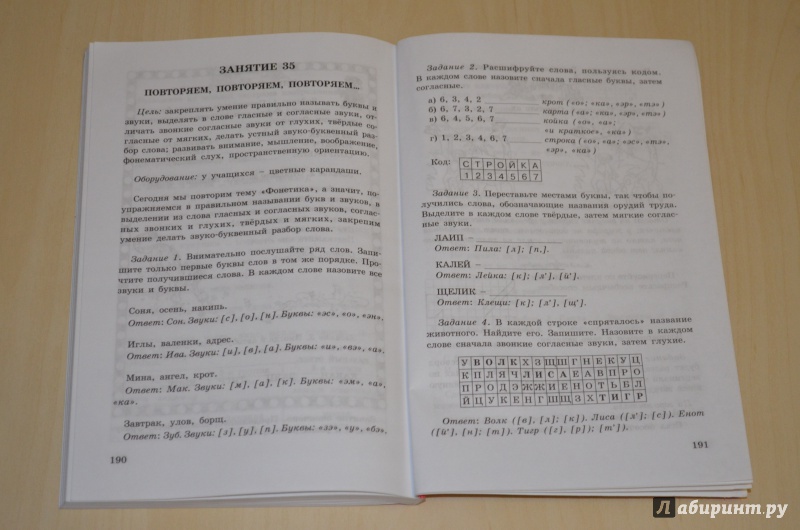 ЗАНЯТИЕ 35
ПОВТОРЯЕМ, ПОВТОРЯЕМ, ПОВТОРЯЕМ...
Цель: закреплять умение правильно называть буквы и
звуки, выделять в слове гласные и согласные звуки, от-
личать звонкие согласные звуки от глухих, твёрдые со-
гласные от мягких, делать устный звуко-буквенный раз-
бор слова; развивать внимание, мышление, воображение,
фонематический слух, пространственную ориентацию.
Оборудование: у учащихся – цветные карандаши.
Сегодня мы повторим тему «Фонетика», а значит, по-
упражняемся в правильном назывании букв и звуков, в
выделении из слова гласных и согласных звуков, соглас-
ных звонких и глухих, твёрдых и мягких, закрепим
умение делать звуко-буквенный разбор слова.
Задание 1. Внимательно послушайте ряд слов. Запи-
шите только первые буквы слов в том же порядке. Про-
чтите получившиеся слова. В каждом слове назовите все
звуки и буквы.
Соня, осень, накипь.
Ответ: Сон. Звуки: [с], [о], [н]. Буквы: «эс», «о», «эн».
Иглы, валенки, адрес.
Ответ: Ива. Звуки: [и], [в], [а]. Буквы: «и», «вэ», «а».
Мина, ангел, крот.
Ответ: Мак. Звуки: [м], [а], [к]. Буквы: «эм», «а»,
«ка».
Завтрак, улов, борщ.
Ответ: Зуб. Звуки: [з], [у], [п]. Буквы: «зэ», «у», «бэ».
190
Задание 2. Расшифруйте слова, пользуясь кодом.
В каждом слове назовите сначала гласные буквы, затем
согласные.
а) 6, 3, 4, 2 крот («о»; «ка», «эр», «тэ»)
б) 6, 7, 3, 2, 7 карта («а»; «ка», «эр», «тэ»)
в) 6, 4, 5, 6, 7 койка («о», «а»;
«и краткое», «ка»)
г) 1, 2, 3, 4, 6, 7 строка («о», «а»; «эс», «тэ»,
«эр», «ка»)
Код: С Т Р О Й К А
1 2 3 4 5 6 7
Задание 3. Переставьте местами буквы, так чтобы по-
лучились слова, обозначающие названия орудий труда.
Выделите в каждом слове твёрдые, затем мягкие соглас-
ные звуки.
ЛАИП –
Ответ: Пила: [л]; [п,].
КАЛЕЙ –
Ответ: Лейка: [к]; [л'], [й'].
ЩЕЛИК –
Ответ: Клещи: [к]; [л'], [щ'].
Задание 4. В каждой строке «спряталось» название
животного. Найдите его. Запишите. Назовите в каждом
слове сначала звонкие согласные звуки, затем глухие.
У В О Л К Х З Щ Ш Г Н Е К У Ц
К П Л Я Ч Л И С А Е А В П Р О
П Р О Д Э Ж Й Е Н О Т Ь Б Л
Й Ц У К Е Н Г Ш Щ З Х Т И Г Р
Ответ: Волк ([в], [л]; [к]). Лиса ([л']; [с]). Енот
([й'], [н]; [т]). Тигр ([г], [р]); [т']).
191
Лабиринт.ру